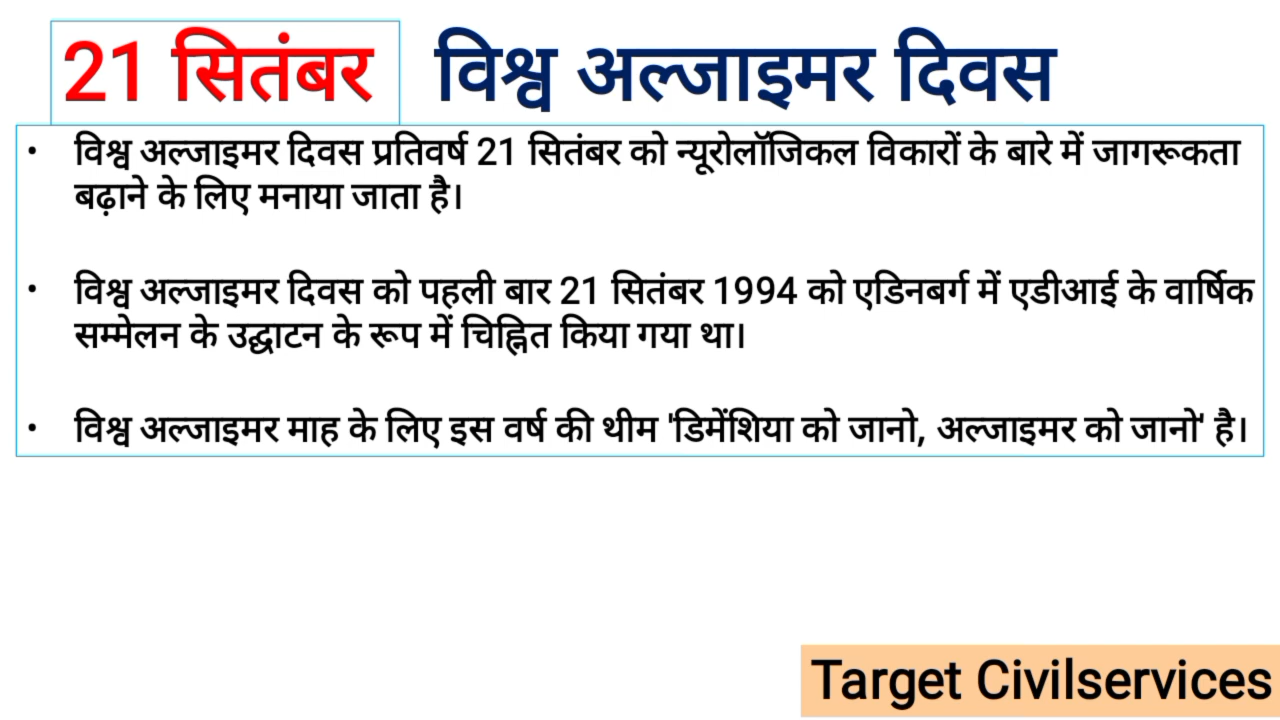 21 सितंबर विश्व अल्जाइमर दिवस
• विश्व अल्जाइमर दिवस प्रतिवर्ष 21 सितंबर को न्यूरोलॉजिकल विकारों के बारे में जागरूकता
बढ़ाने के लिए मनाया जाता है।
• विश्व अल्जाइमर दिवस को पहली बार 21 सितंबर 1994 को एडिनबर्ग में एडीआई के वार्षिक
सम्मेलन के उद्घाटन के रूप में चिह्नित किया गया था।
• विश्व अल्जाइमर माह के लिए इस वर्ष की थीम 'डिमेंशिया को जानो, अल्जाइमर को जानो' है।
Target Civilservices